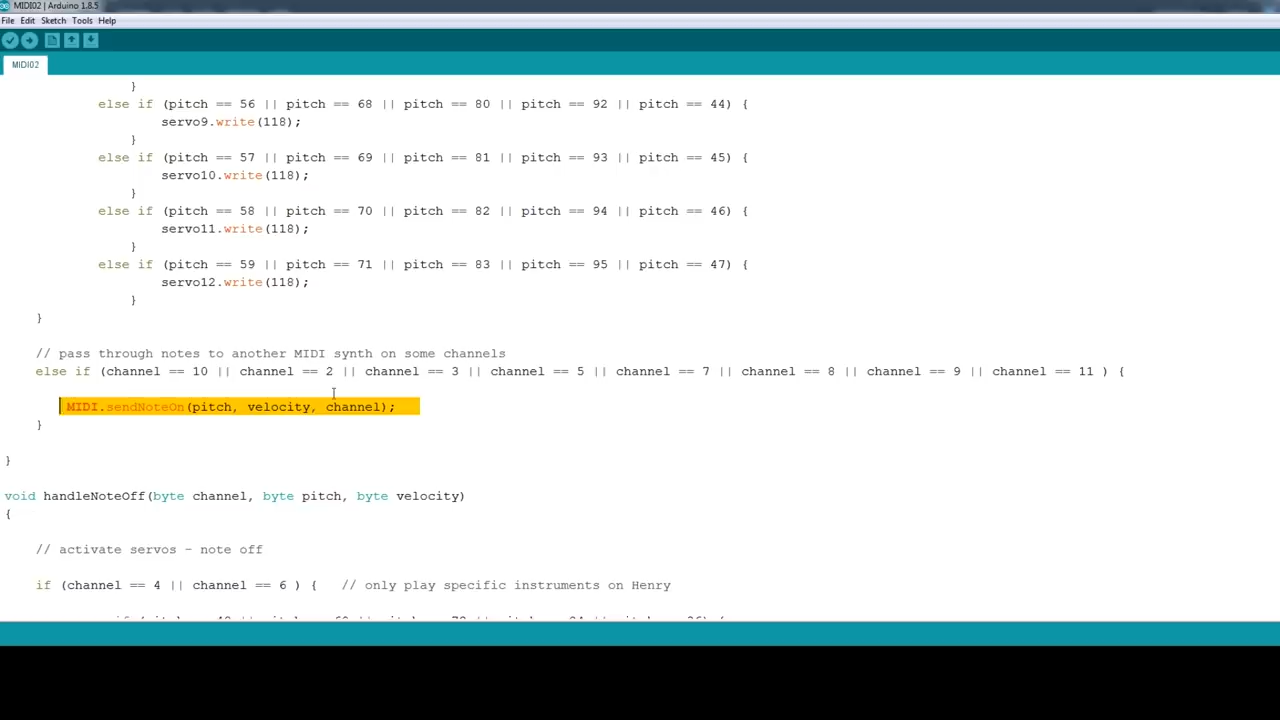 MIDI02 | Arduino 1.8.5
File Edit Sketch Tools Help
MIDI02
}
else if (pitch == 56 || pitch == 68 || pitch == 80 || pitch == 92 || pitch == 44) {
servo9.write(118);
}
else if (pitch == 57 || pitch == 69 || pitch == 81 || pitch == 93 || pitch == 45) {
servo10.write(118);
}
else if (pitch == 58 || pitch == 70 || pitch == 82 || pitch == 94 || pitch == 46) {
servo11.write(118);
}
else if (pitch == 59 || pitch == 71 || pitch == 83 || pitch == 95 || pitch == 47) {
servo12.write(118);
}
}
// pass through notes to another MIDI synth on some channels
else if (channel == 10 || channel == 2 || channel == 3 || channel == 5 || channel == 7 || channel == 8 || channel == 9 || channel == 11 ) {
MIDI.sendNoteOn(pitch, velocity, channel);
}
}
void handleNoteOff(byte channel, byte pitch, byte velocity)
{
// activate servos - note off
if (channel == 4 || channel == 6 ) { // only play specific instruments on Henry